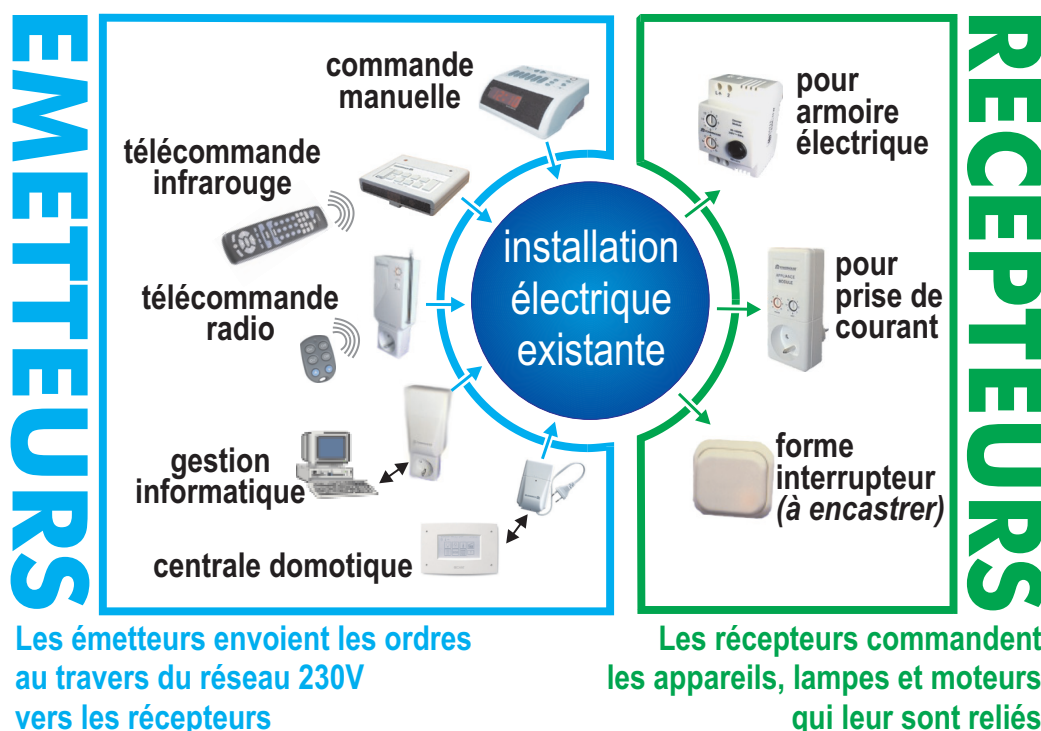 EMETTEURS
commande
manuelle
télécommande
infrarouge
télécommande
radio
gestion
informatique
centrale domotique
installation
électrique
existante
pour
armoire
électrique
pour
prise de
courant
APPLIANCE
MODULE
forme
interrupteur
(à encastrer)
RECEPTEURS
Les émetteurs envoient les ordres
au travers du réseau 230V
vers les récepteurs
Les récepteurs commandent
les appareils, lampes et moteurs
qui leur sont reliés